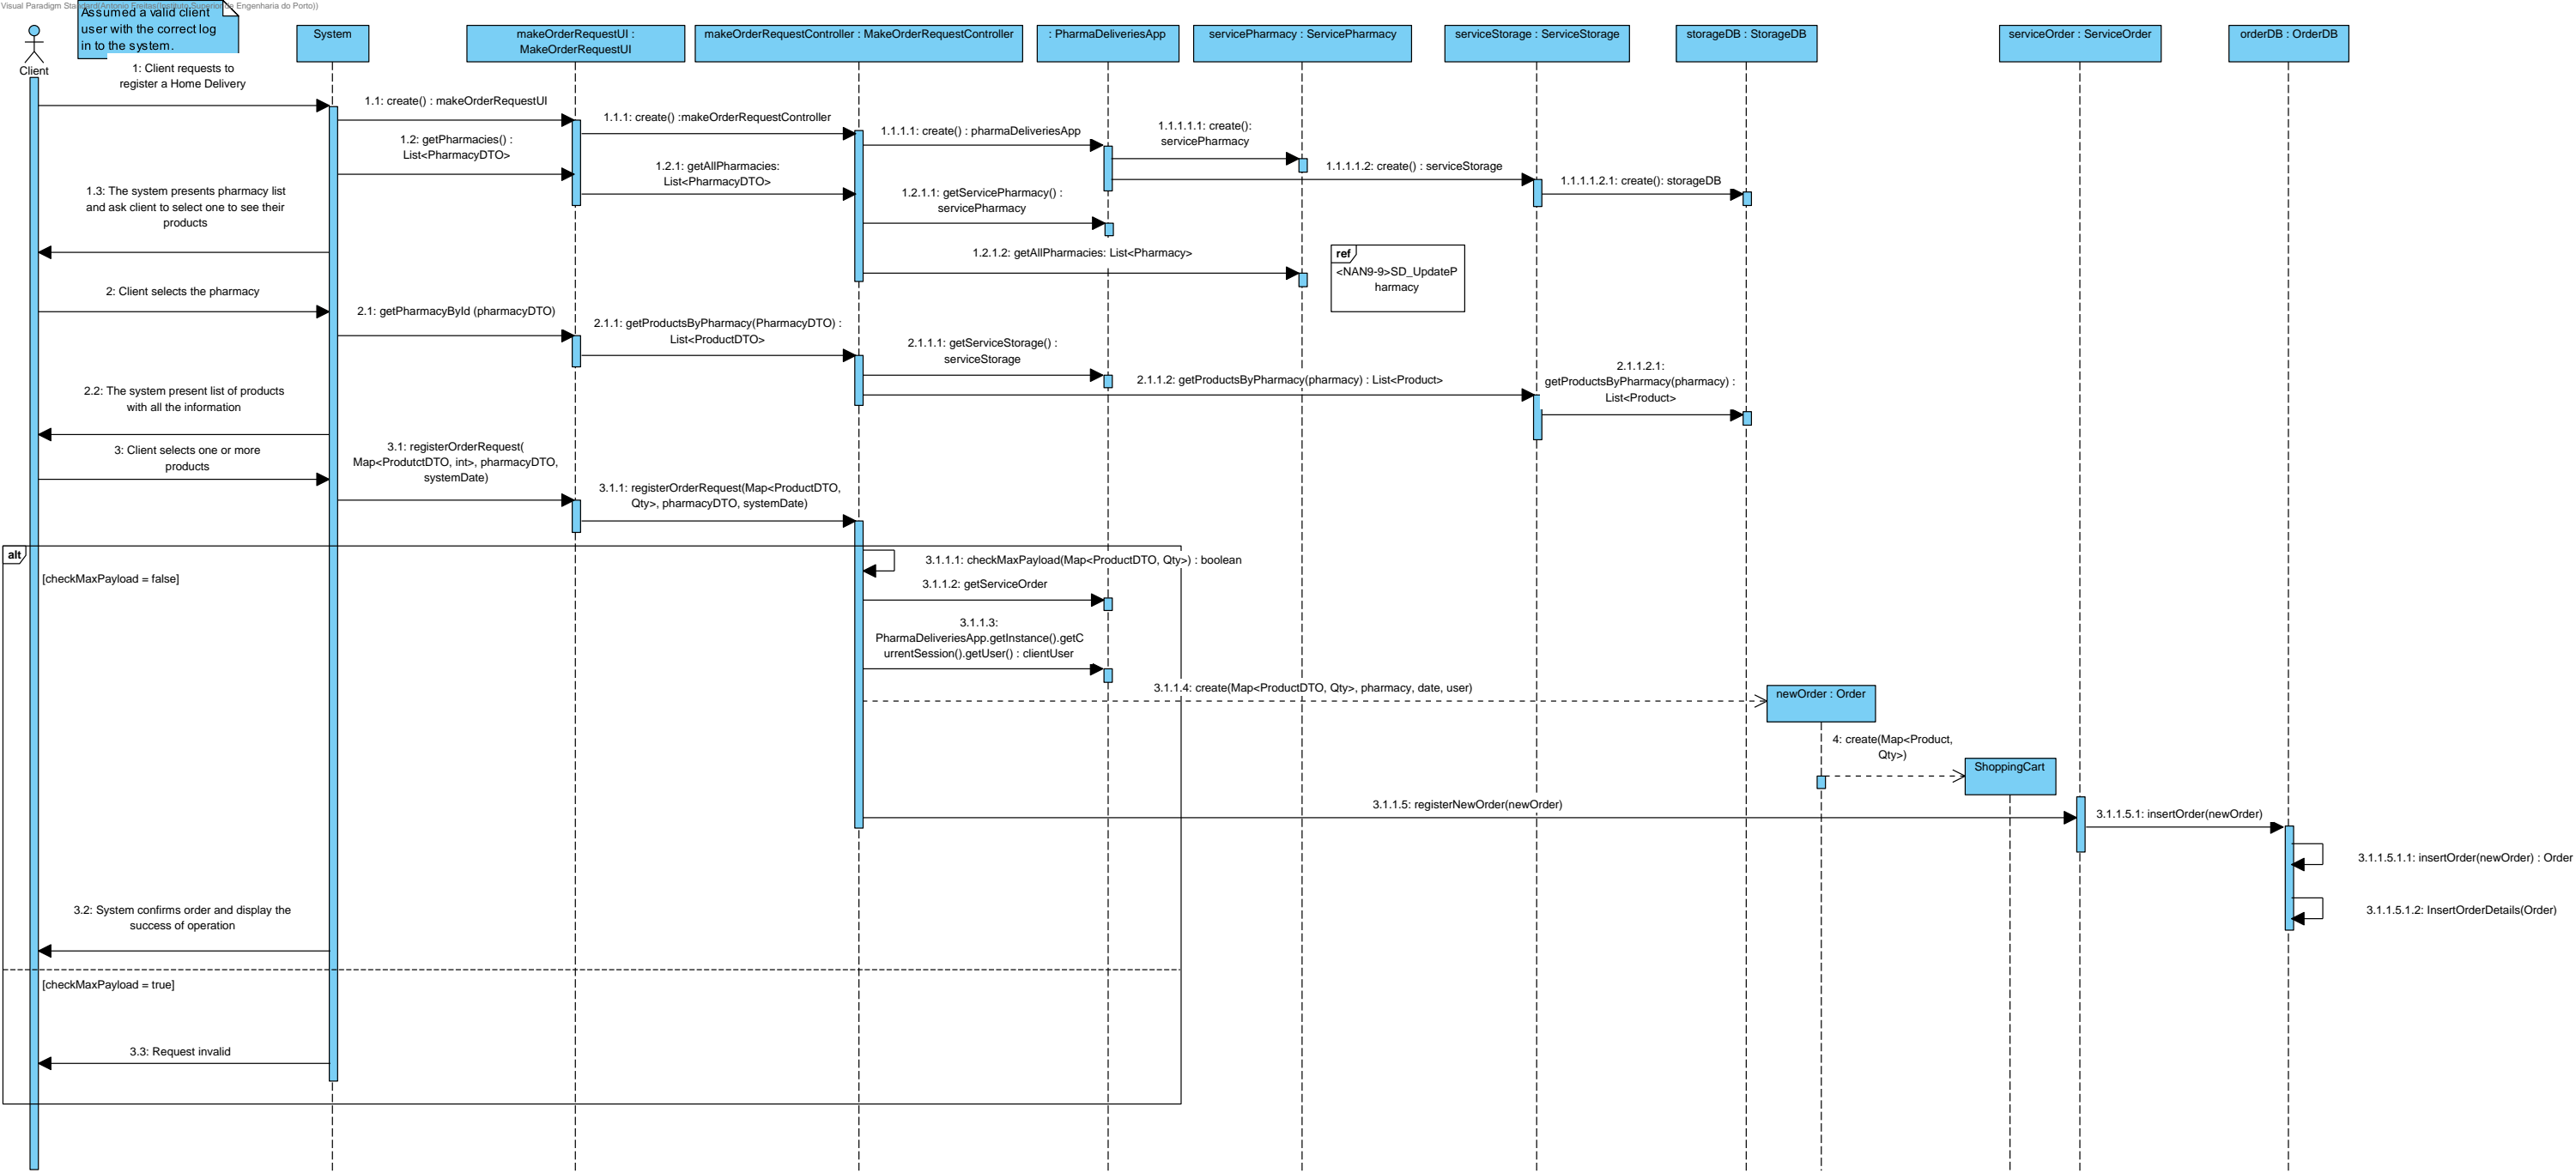 Visual Paradigm Standard(Antonio Freitas(Instituto Superior de Engenharia do Porto))
Assumed a valid client
user with the correct log
in to the system.
Client
System
makeOrderRequestUI :
MakeOrderRequestUI
makeOrderRequestController : MakeOrderRequestController
: PharmaDeliveriesApp
servicePharmacy : ServicePharmacy
serviceStorage : ServiceStorage
storageDB : StorageDB
serviceOrder : ServiceOrder
orderDB : OrderDB
1: Client requests to
register a Home Delivery
1.1: create() : makeOrderRequestUI
1.1.1: create() :makeOrderRequestController
1.1.1.1: create() : pharmaDeliveriesApp
1.1.1.1.1: create():
servicePharmacy
1.1.1.1.2: create() : serviceStorage
1.1.1.1.2.1: create(): storageDB
1.2: getPharmacies() :
List<PharmacyDTO>
1.2.1: getAllPharmacies:
List<PharmacyDTO>
1.2.1.1: getServicePharmacy() :
servicePharmacy
1.3: The system presents pharmacy list
and ask client to select one to see their
products
1.2.1.2: getAllPharmacies: List<Pharmacy>
ref
<NAN9-9>SD_UpdateP
harmacy
2: Client selects the pharmacy
2.1: getPharmacyById (pharmacyDTO)
2.1.1: getProductsByPharmacy(PharmacyDTO) :
List<ProductDTO>
2.1.1.1: getServiceStorage() :
serviceStorage
2.1.1.2: getProductsByPharmacy(pharmacy) : List<Product>
2.1.1.2.1:
getProductsByPharmacy(pharmacy) :
List<Product>
2.2: The system present list of products
with all the information
3: Client selects one or more
products
3.1: registerOrderRequest(
Map<ProdutctDTO, int>, pharmacyDTO,
systemDate)
3.1.1: registerOrderRequest(Map<ProductDTO,
Qty>, pharmacyDTO, systemDate)
alt
[checkMaxPayload = false]
3.1.1.1: checkMaxPayload(Map<ProductDTO, Qty>) : boolean
3.1.1.2: getServiceOrder
3.1.1.3:
PharmaDeliveriesApp.getInstance().getC
urrentSession().getUser() : clientUser
3.1.1.4: create(Map<ProductDTO, Qty>, pharmacy, date, user)
newOrder : Order
4: create(Map<Product,
Qty>)
ShoppingCart
3.1.1.5: registerNewOrder(newOrder)
3.1.1.5.1: insertOrder(newOrder)
3.1.1.5.1.1: insertOrder(newOrder) : Order
3.1.1.5.1.2: InsertOrderDetails(Order)
3.2: System confirms order and display the
success of operation
[checkMaxPayload = true]
3.3: Request invalid